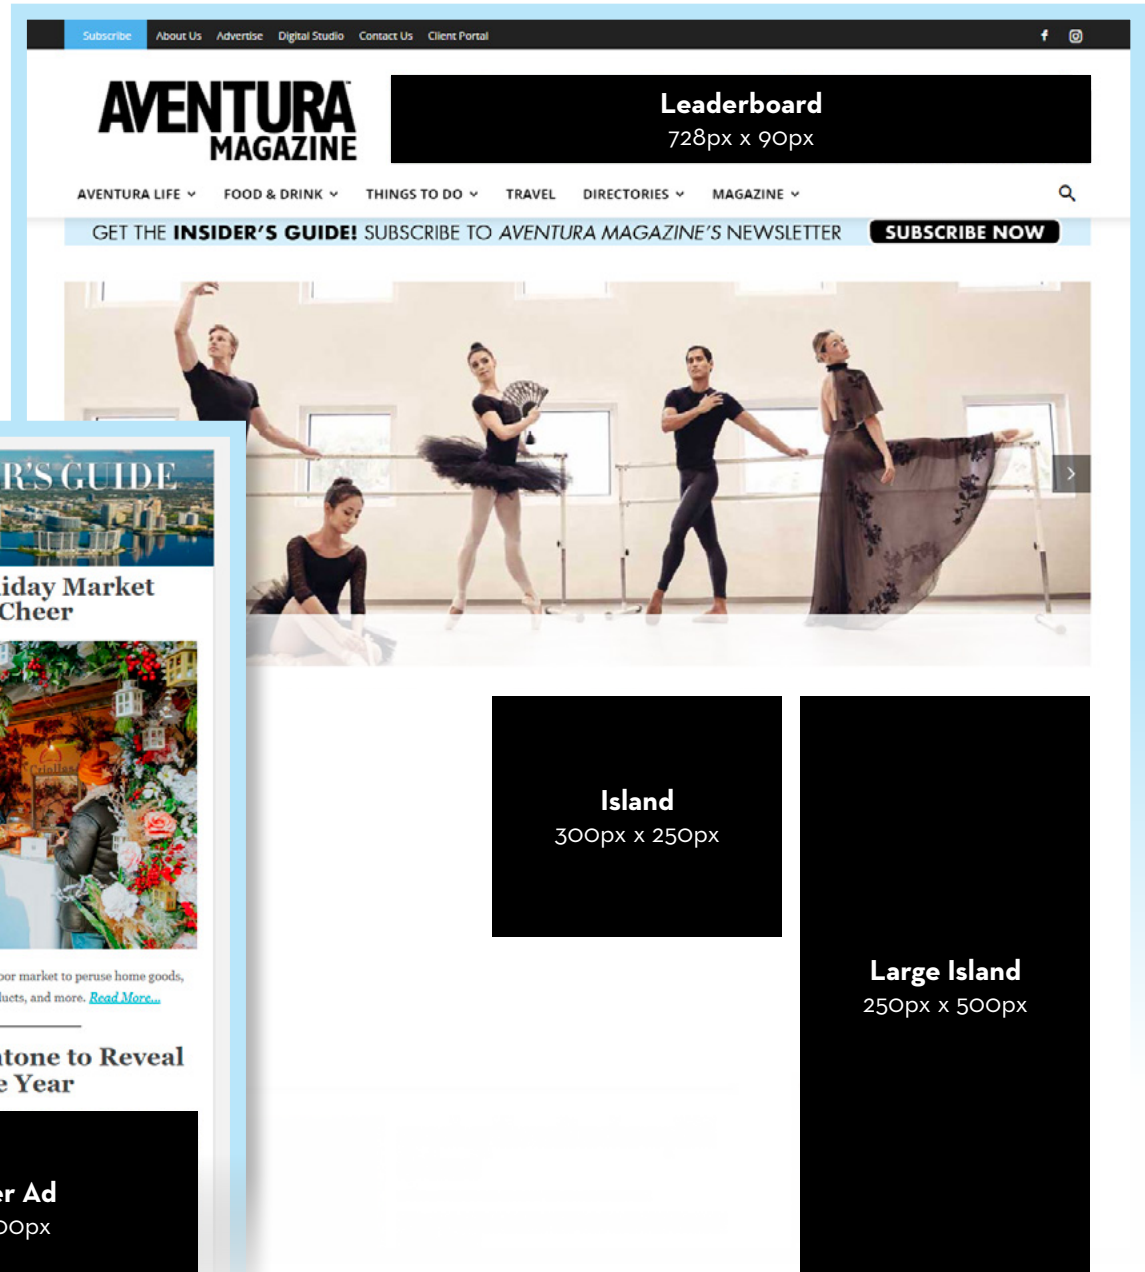 Subscribe About Us Advertise Digital Studio Contact Us Client Portal
AVENTURA
MAGAZINE
Leaderboard
728px x 90px
AVENTURA LIFE FOOD & DRINK THINGS TO DO TRAVEL DIRECTORIES MAGAZINE
GET THE INSIDER'S GUIDE! SUBSCRIBE TO AVENTURA MAGAZINE'S NEWSLETTER SUBSCRIBE NOW
R'S GUIDE
iday Market
Cheer
Criollas
oor market to peruse home goods,
ducts, and more. Read More...
ntone to Reveal
e Year
er Ad
00px
Island
300px x 250px
Large Island
250px x 500px